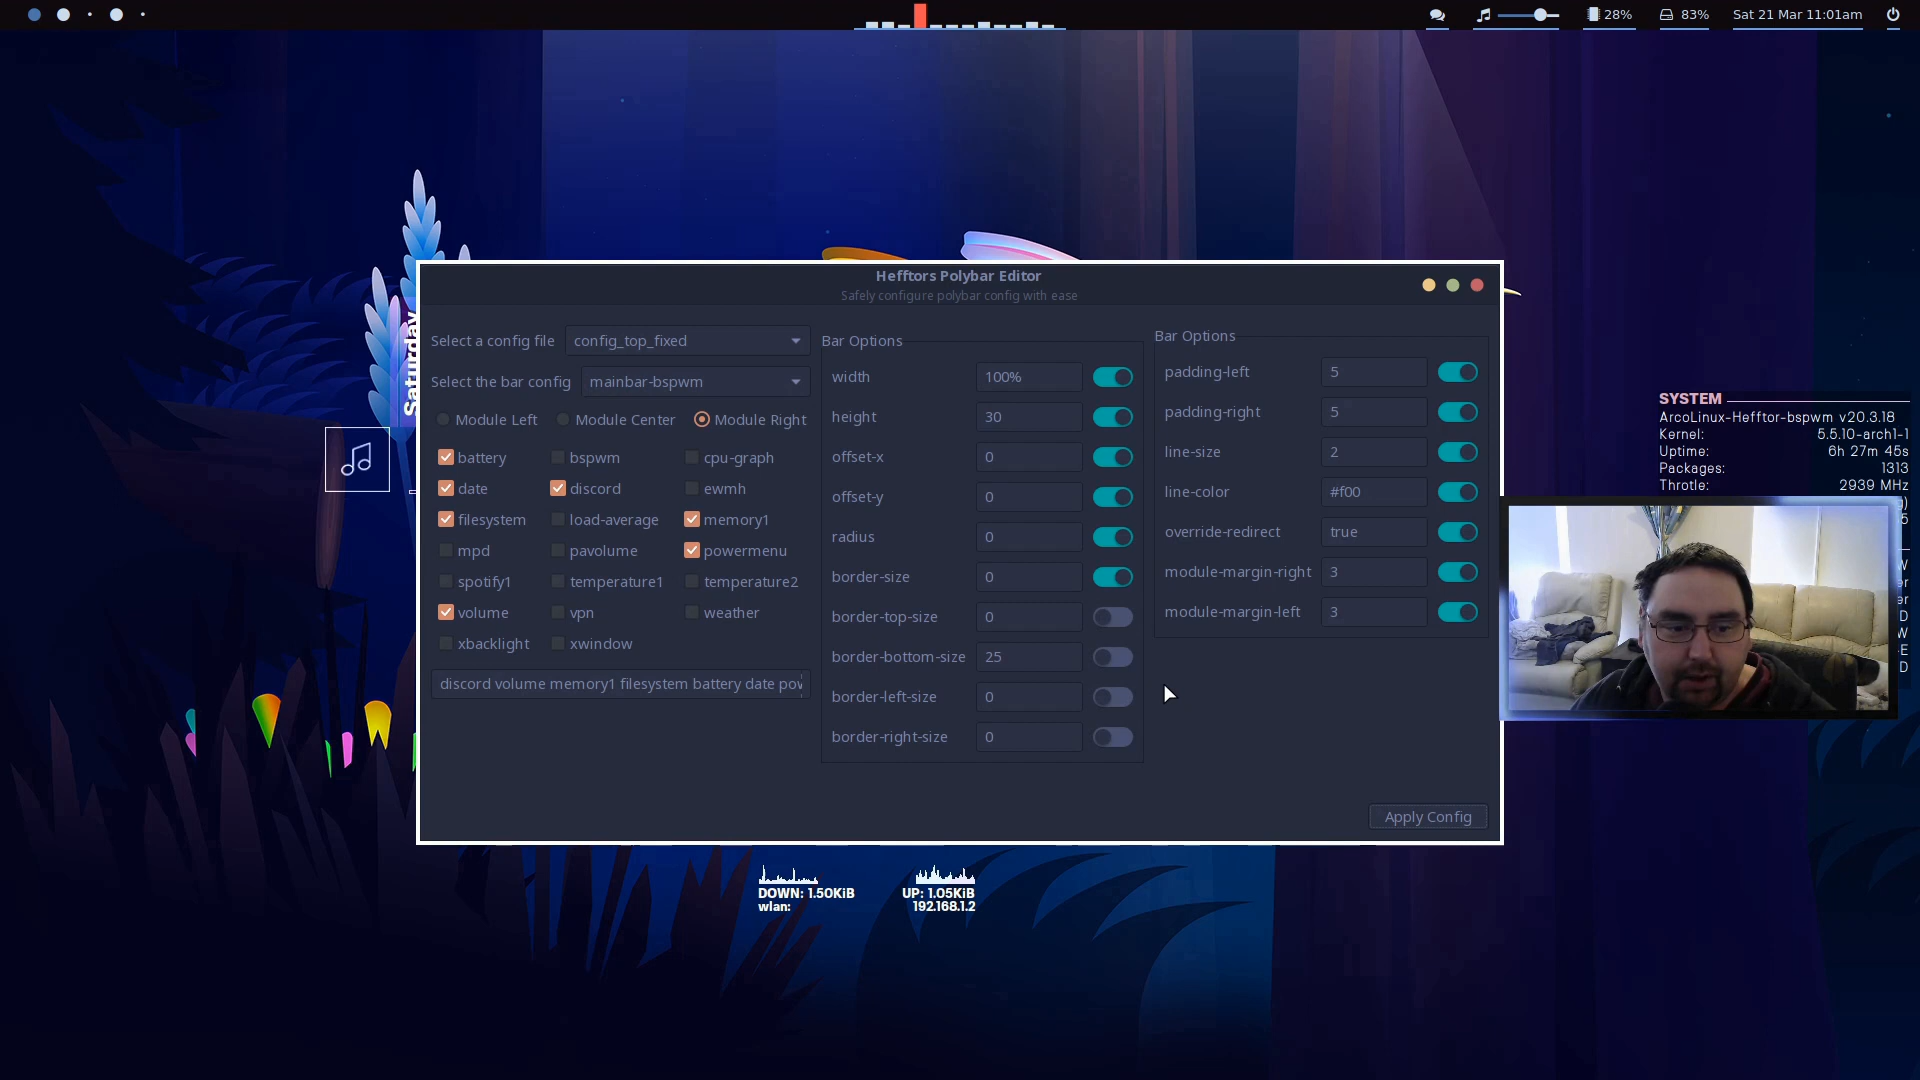 28%
83%
Sat 21 Mar 11:01am
Hefftors Polybar Editor
Safely configure polybar config with ease
Select a config file
config_top_fixed
Select the bar config
mainbar-bspwm
Module Left
Module Center
Module Right
battery
bspwm
cpu-graph
date
discord
ewmh
filesystem
load-average
memory1
mpd
pavolume
powermenu
spotify1
temperature1
temperature2
volume
vpn
weather
xbacklight
xwindow
discord volume memory1 filesystem battery date
Bar Options
width 100%
height 30
offset-x 0
offset-y 0
radius 0
border-size 0
border-top-size 0
border-bottom-size 25
border-left-size 0
border-right-size 0
Bar Options
padding-left 5
padding-right 5
line-size 2
line-color #f00
override-redirect true
module-margin-right 3
module-margin-left 3
Apply Config
Saturday
SYSTEM
ArcoLinux-Hefftor-bspwm v20.3.18
Kernel: 5.5.10-arch1-1
Uptime: 6h 27m 45s
Packages: 1313
Throtle: 2939 MHz
DOWN: 1.50KiB
UP: 1.05KiB
wlan:
192.168.1.2